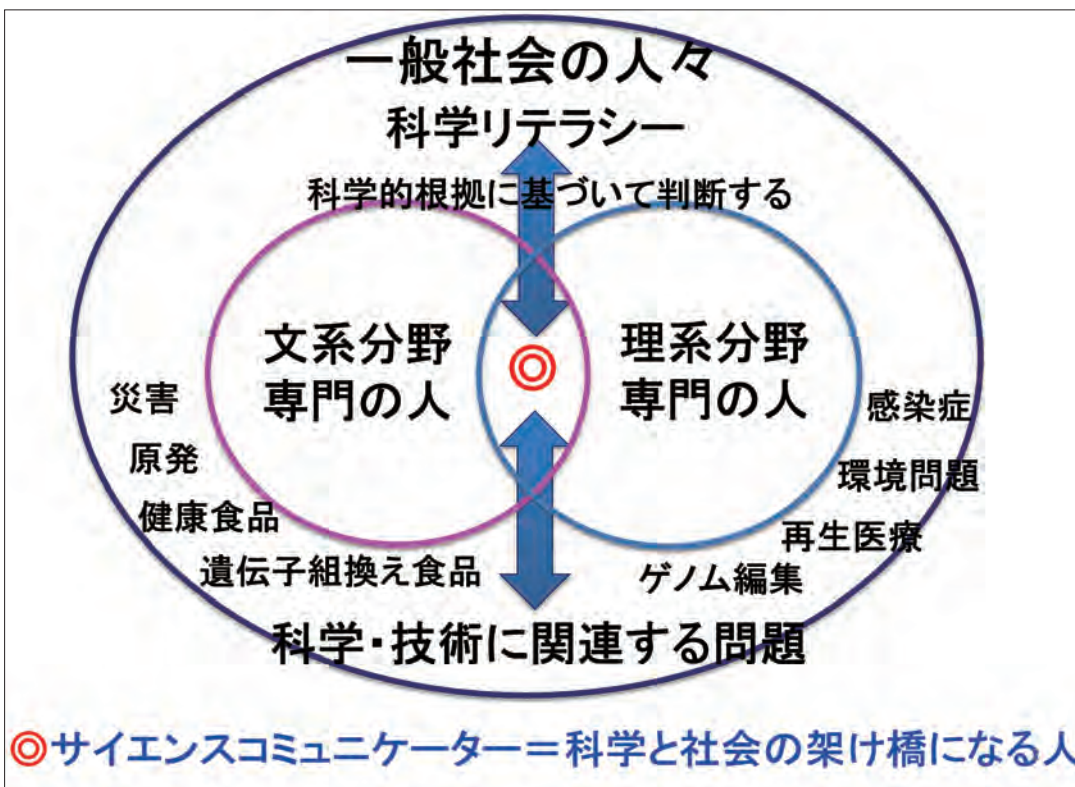 一般社会の人々
科学リテラシー
科学的根拠に基づいて判断する
文系分野
専門の人
理系分野
専門の人
◎
災害
原発
健康食品
遺伝子組換え食品
感染症
環境問題
再生医療
ゲノム編集
科学・技術に関連する問題
◎サイエンスコミュニケーター＝科学と社会の架け橋になる人